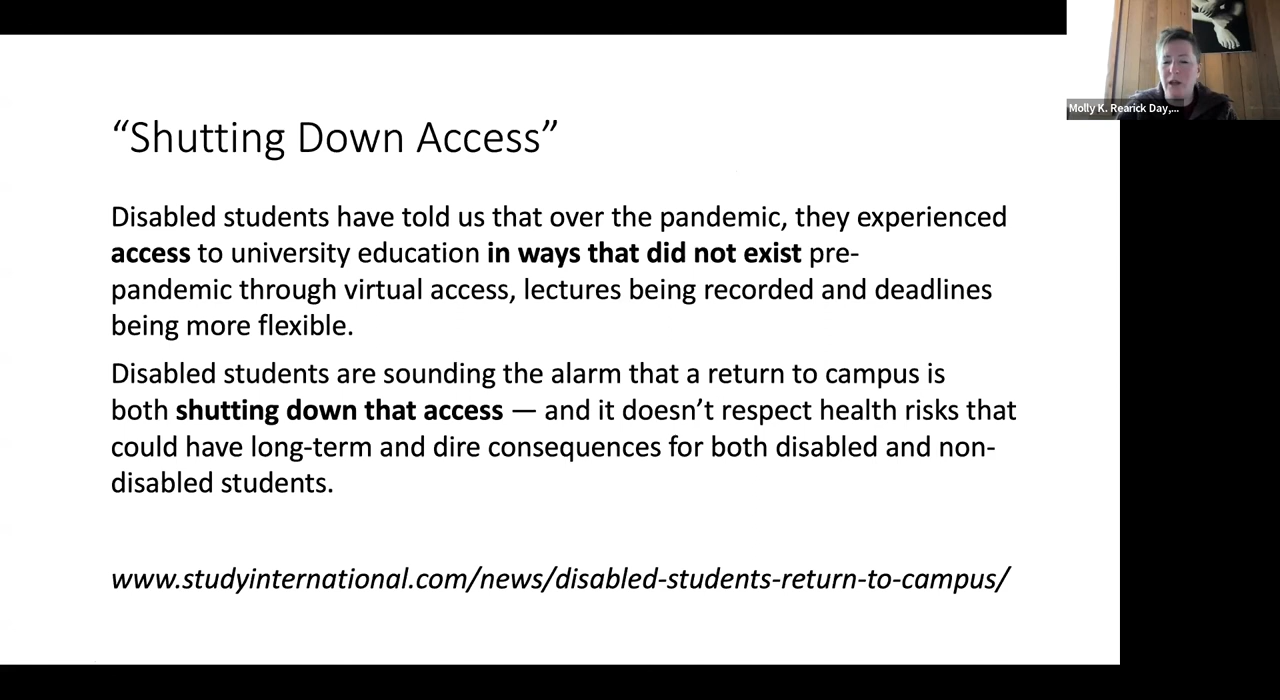 “Shutting Down Access”
Disabled students have told us that over the pandemic, they experienced
access to university education in ways that did not exist pre-
pandemic through virtual access, lectures being recorded and deadlines
being more flexible.
Disabled students are sounding the alarm that a return to campus is
both shutting down that access — and it doesn’t respect health risks that
could have long-term and dire consequences for both disabled and non-
disabled students.
www.studyinternational.com/news/disabled-students-return-to-campus/
Molly K. Rearick Day,...